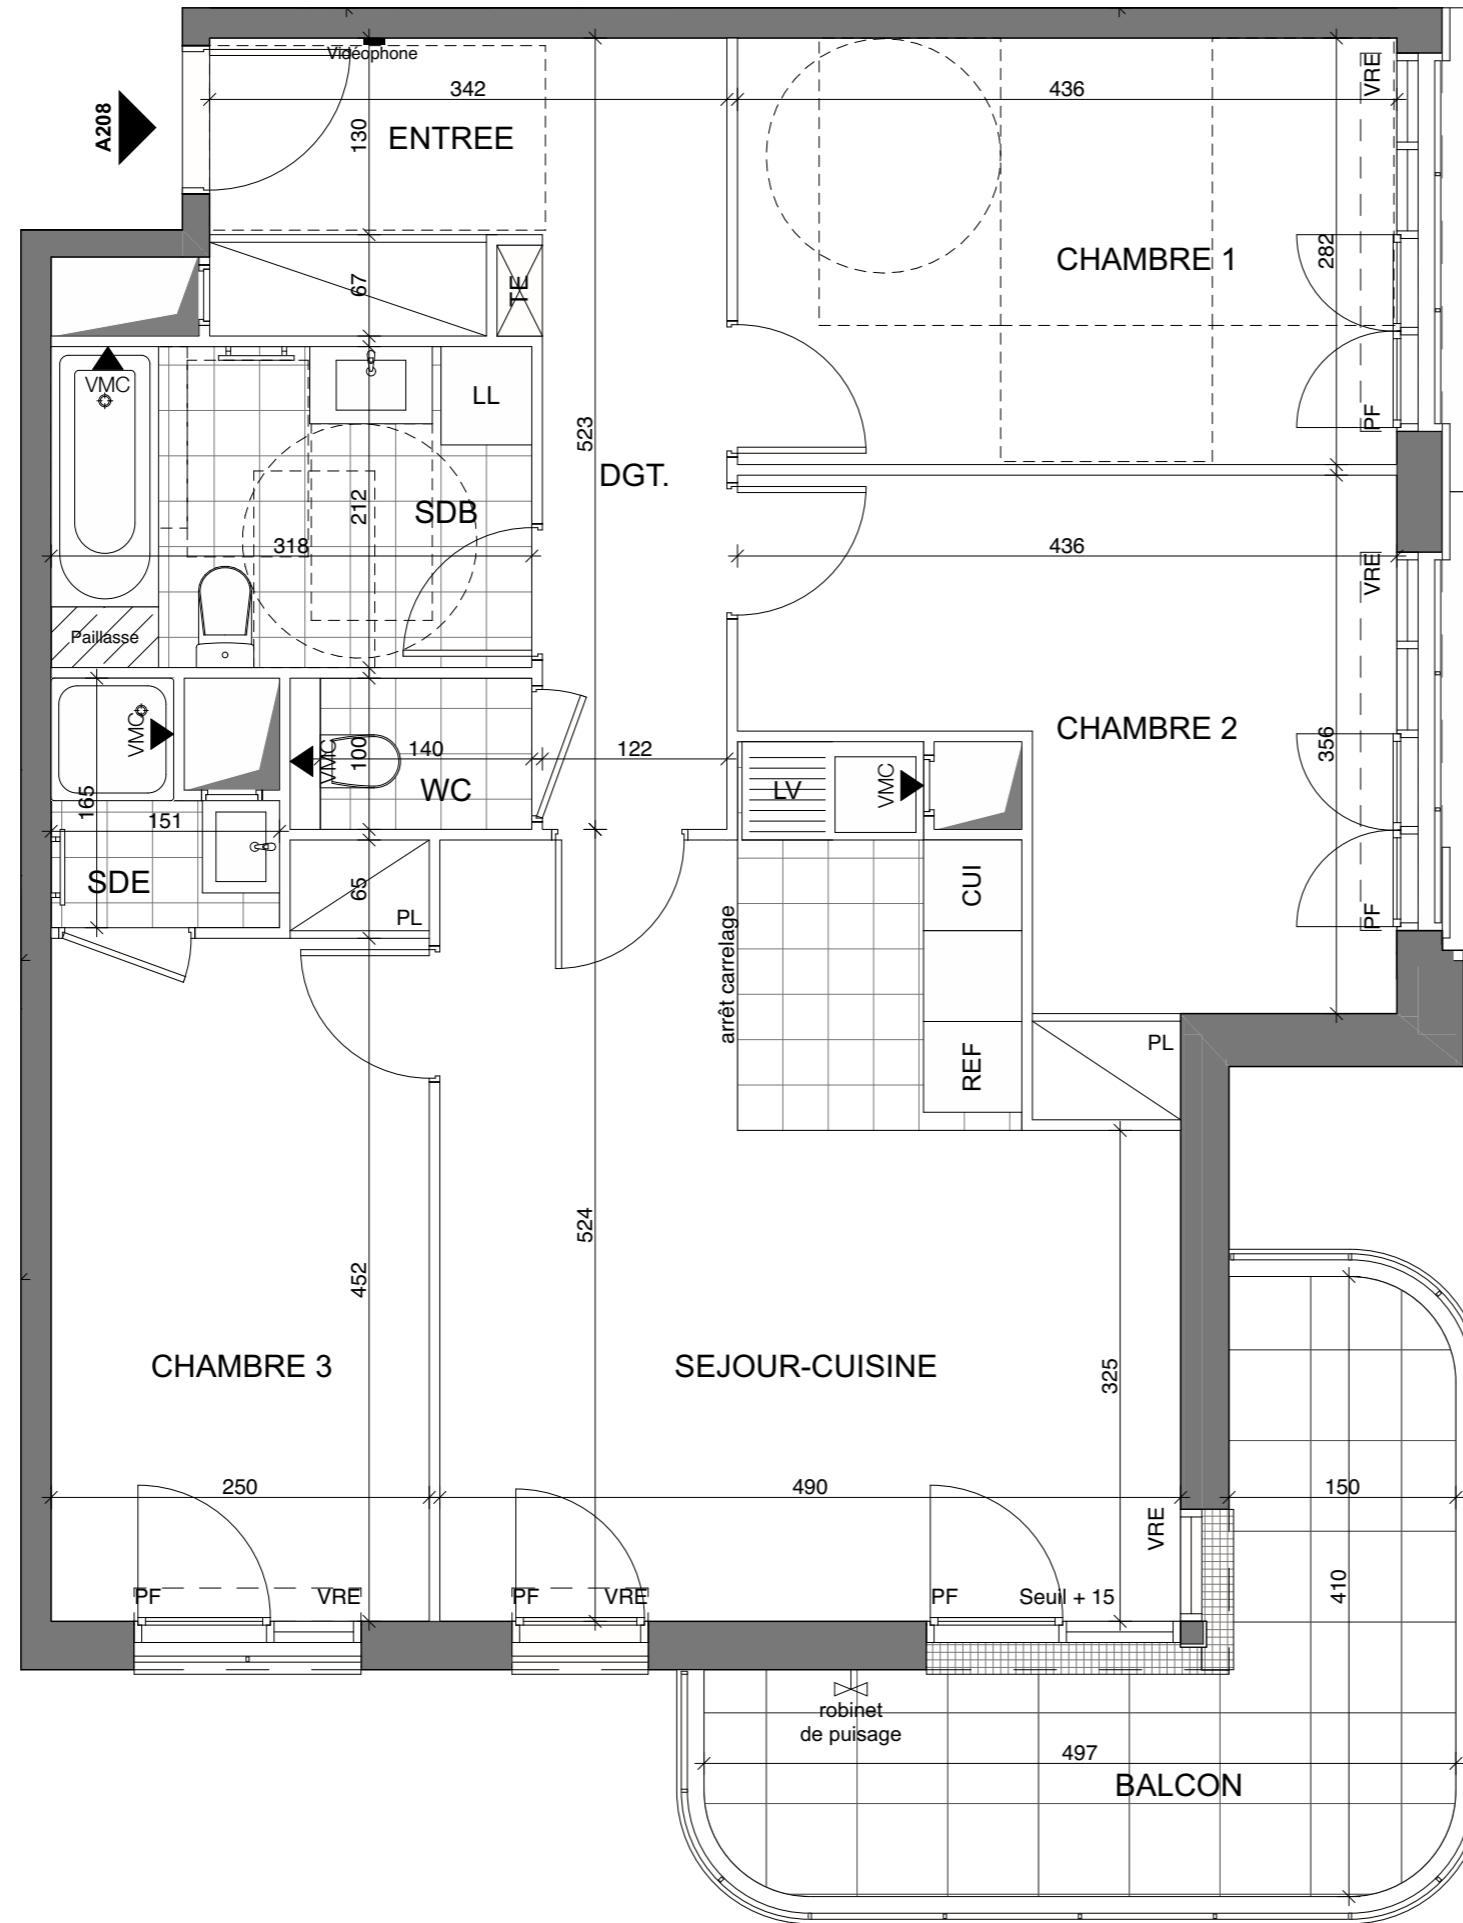 Vidéophone
A208
342
436
VRE
130
ENTREE
CHAMBRE 1
282
67
TE
VMC
LL
PF
523
DGT.
212
SDB
318
436
VRE
Paillasse
CHAMBRE 2
356
VMC
165
VMC
100
140
WC
122
LV
VMC
151
SDE
65
PL
CUI
PF
arrêt carrelage
REF
PL
524
452
CHAMBRE 3
SEJOUR-CUISINE
325
250
490
150
VRE
410
PF
VRE
PF
VRE
PF
Seuil + 15
robinet
de puisage
497
BALCON